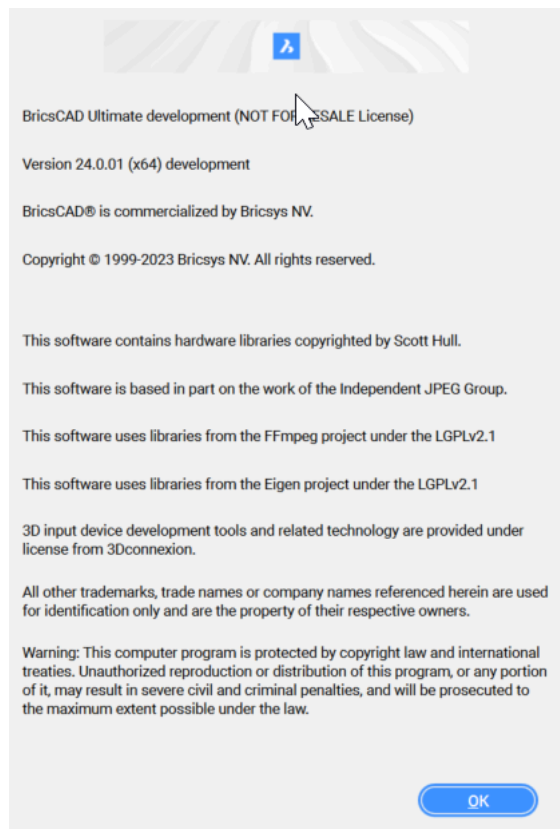 BricsCAD Ultimate development (NOT FOR RESALE License)
Version 24.0.01 (x64) development
BricsCAD® is commercialized by Bricsys NV.
Copyright © 1999-2023 Bricsys NV. All rights reserved.
This software contains hardware libraries copyrighted by Scott Hull.
This software is based in part on the work of the Independent JPEG Group.
This software uses libraries from the FFmpeg project under the LGPLv2.1
This software uses libraries from the Eigen project under the LGPLv2.1
3D input device development tools and related technology are provided under
license from 3Dconnexion.
All other trademarks, trade names or company names referenced herein are used
for identification only and are the property of their respective owners.
Warning: This computer program is protected by copyright law and international
treaties. Unauthorized reproduction or distribution of this program, or any portion
of it, may result in severe civil and criminal penalties, and will be prosecuted to
the maximum extent possible under the law.
OK